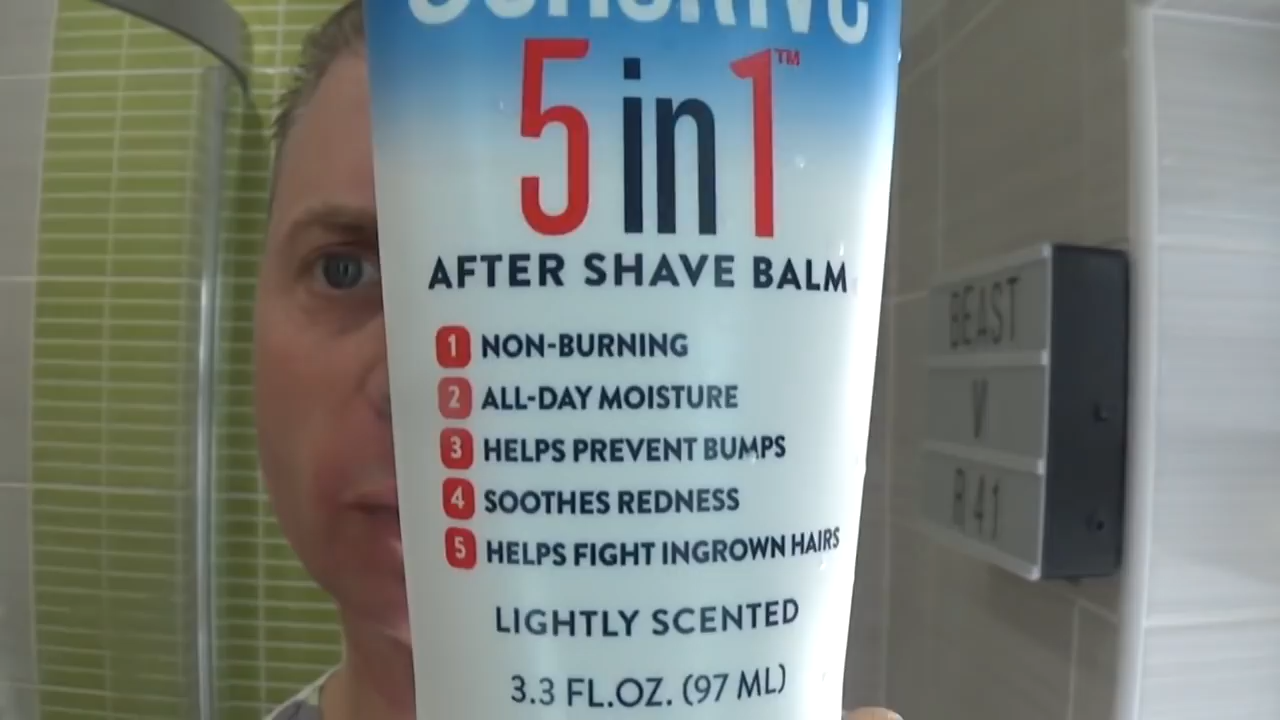 SENSITIVE
5 in 1™
AFTER SHAVE BALM
1 NON-BURNING
2 ALL-DAY MOISTURE
3 HELPS PREVENT BUMPS
4 SOOTHES REDNESS
5 HELPS FIGHT INGROWN HAIRS
LIGHTLY SCENTED
3.3 FL.OZ. (97 ML)
BEAST
V
R41